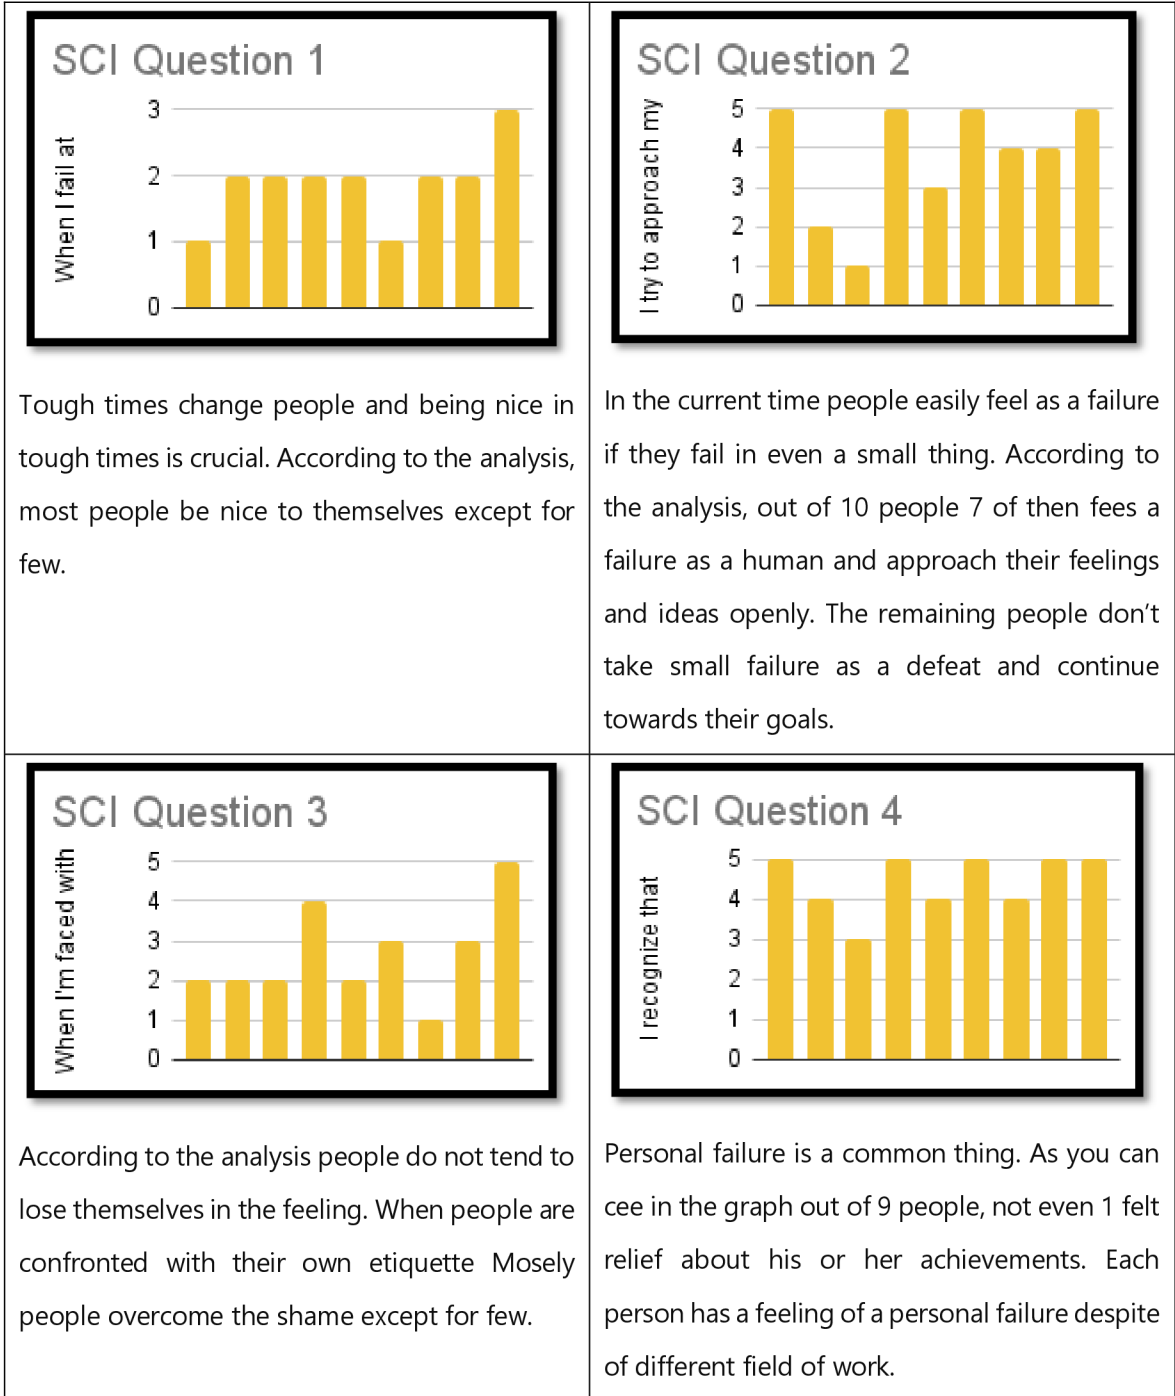 SCI Question 1
When I fail at
3
2
1
0
Tough times change people and being nice in
tough times is crucial. According to the analysis,
most people be nice to themselves except for
few.
SCI Question 2
I try to approach my
5
4
3
2
1
0
In the current time people easily feel as a failure
if they fail in even a small thing. According to
the analysis, out of 10 people 7 of then fees a
failure as a human and approach their feelings
and ideas openly. The remaining people don’t
take small failure as a defeat and continue
towards their goals.
SCI Question 3
When I'm faced with
5
4
3
2
1
0
According to the analysis people do not tend to
lose themselves in the feeling. When people are
confronted with their own etiquette Mosely
people overcome the shame except for few.
SCI Question 4
I recognize that
5
4
3
2
1
0
Personal failure is a common thing. As you can
cee in the graph out of 9 people, not even 1 felt
relief about his or her achievements. Each
person has a feeling of a personal failure despite
of different field of work.